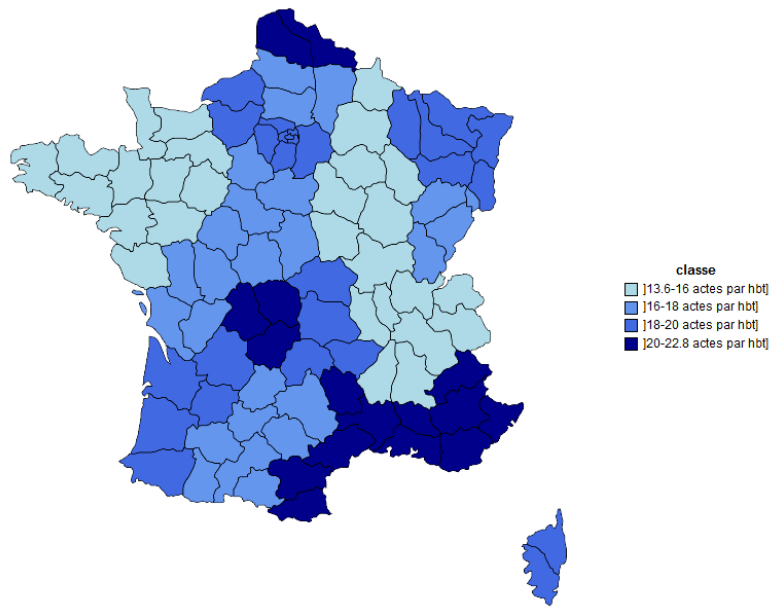 classe
]13.6-16 actes par hbt]
]16-18 actes par hbt]
]18-20 actes par hbt]
]20-22.8 actes par hbt]